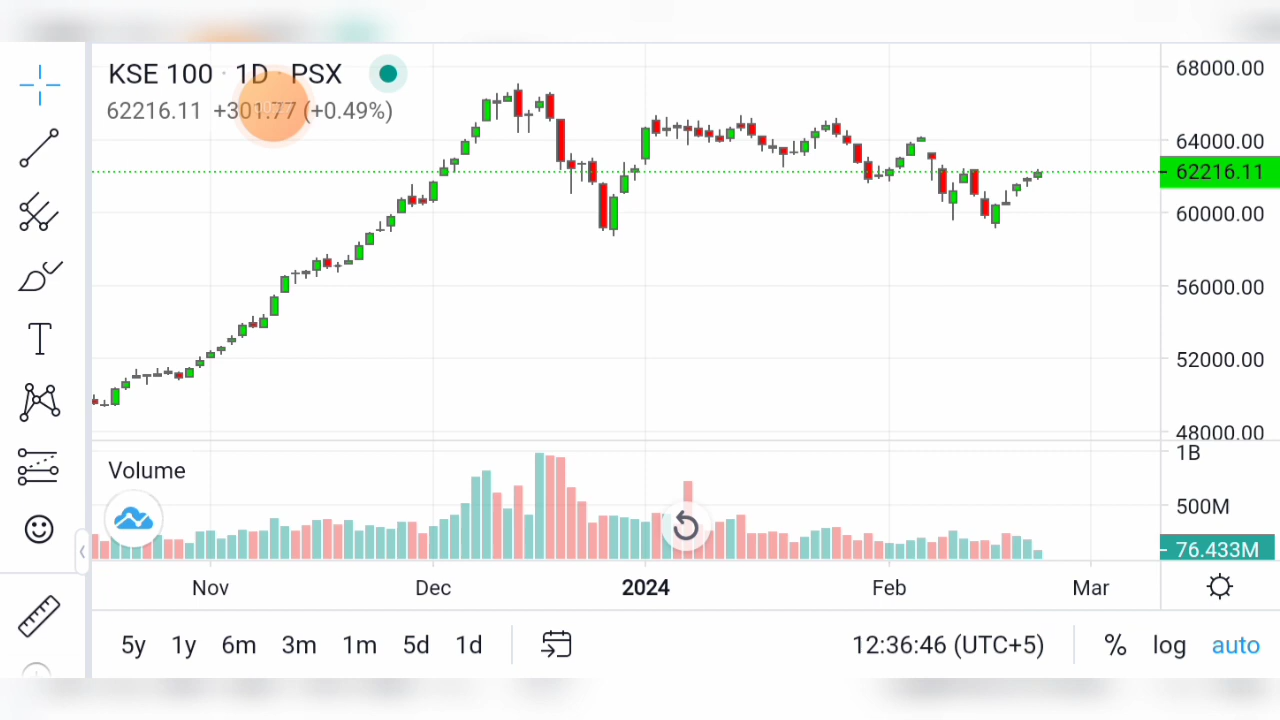 KSE 100 · 1D · PSX
62216.11 +301.77 (+0.49%)
68000.00
64000.00
62216.11
60000.00
56000.00
52000.00
48000.00
Volume
1B
500M
76.433M
Nov Dec 2024 Feb Mar
5y 1y 6m 3m 1m 5d 1d 12:36:46 (UTC+5) % log auto